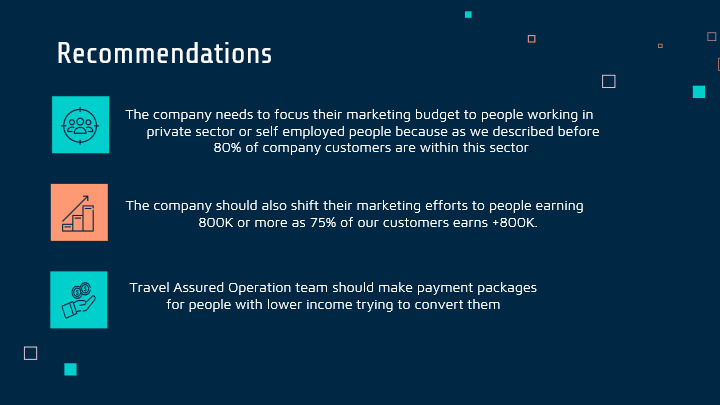 Recommendations
The company needs to focus their marketing budget to people working in
private sector or self employed people because as we described before
80% of company customers are within this sector
The company should also shift their marketing efforts to people earning
800K or more as 75% of our customers earns +800K.
Travel Assured Operation team should make payment packages
for people with lower income trying to convert them